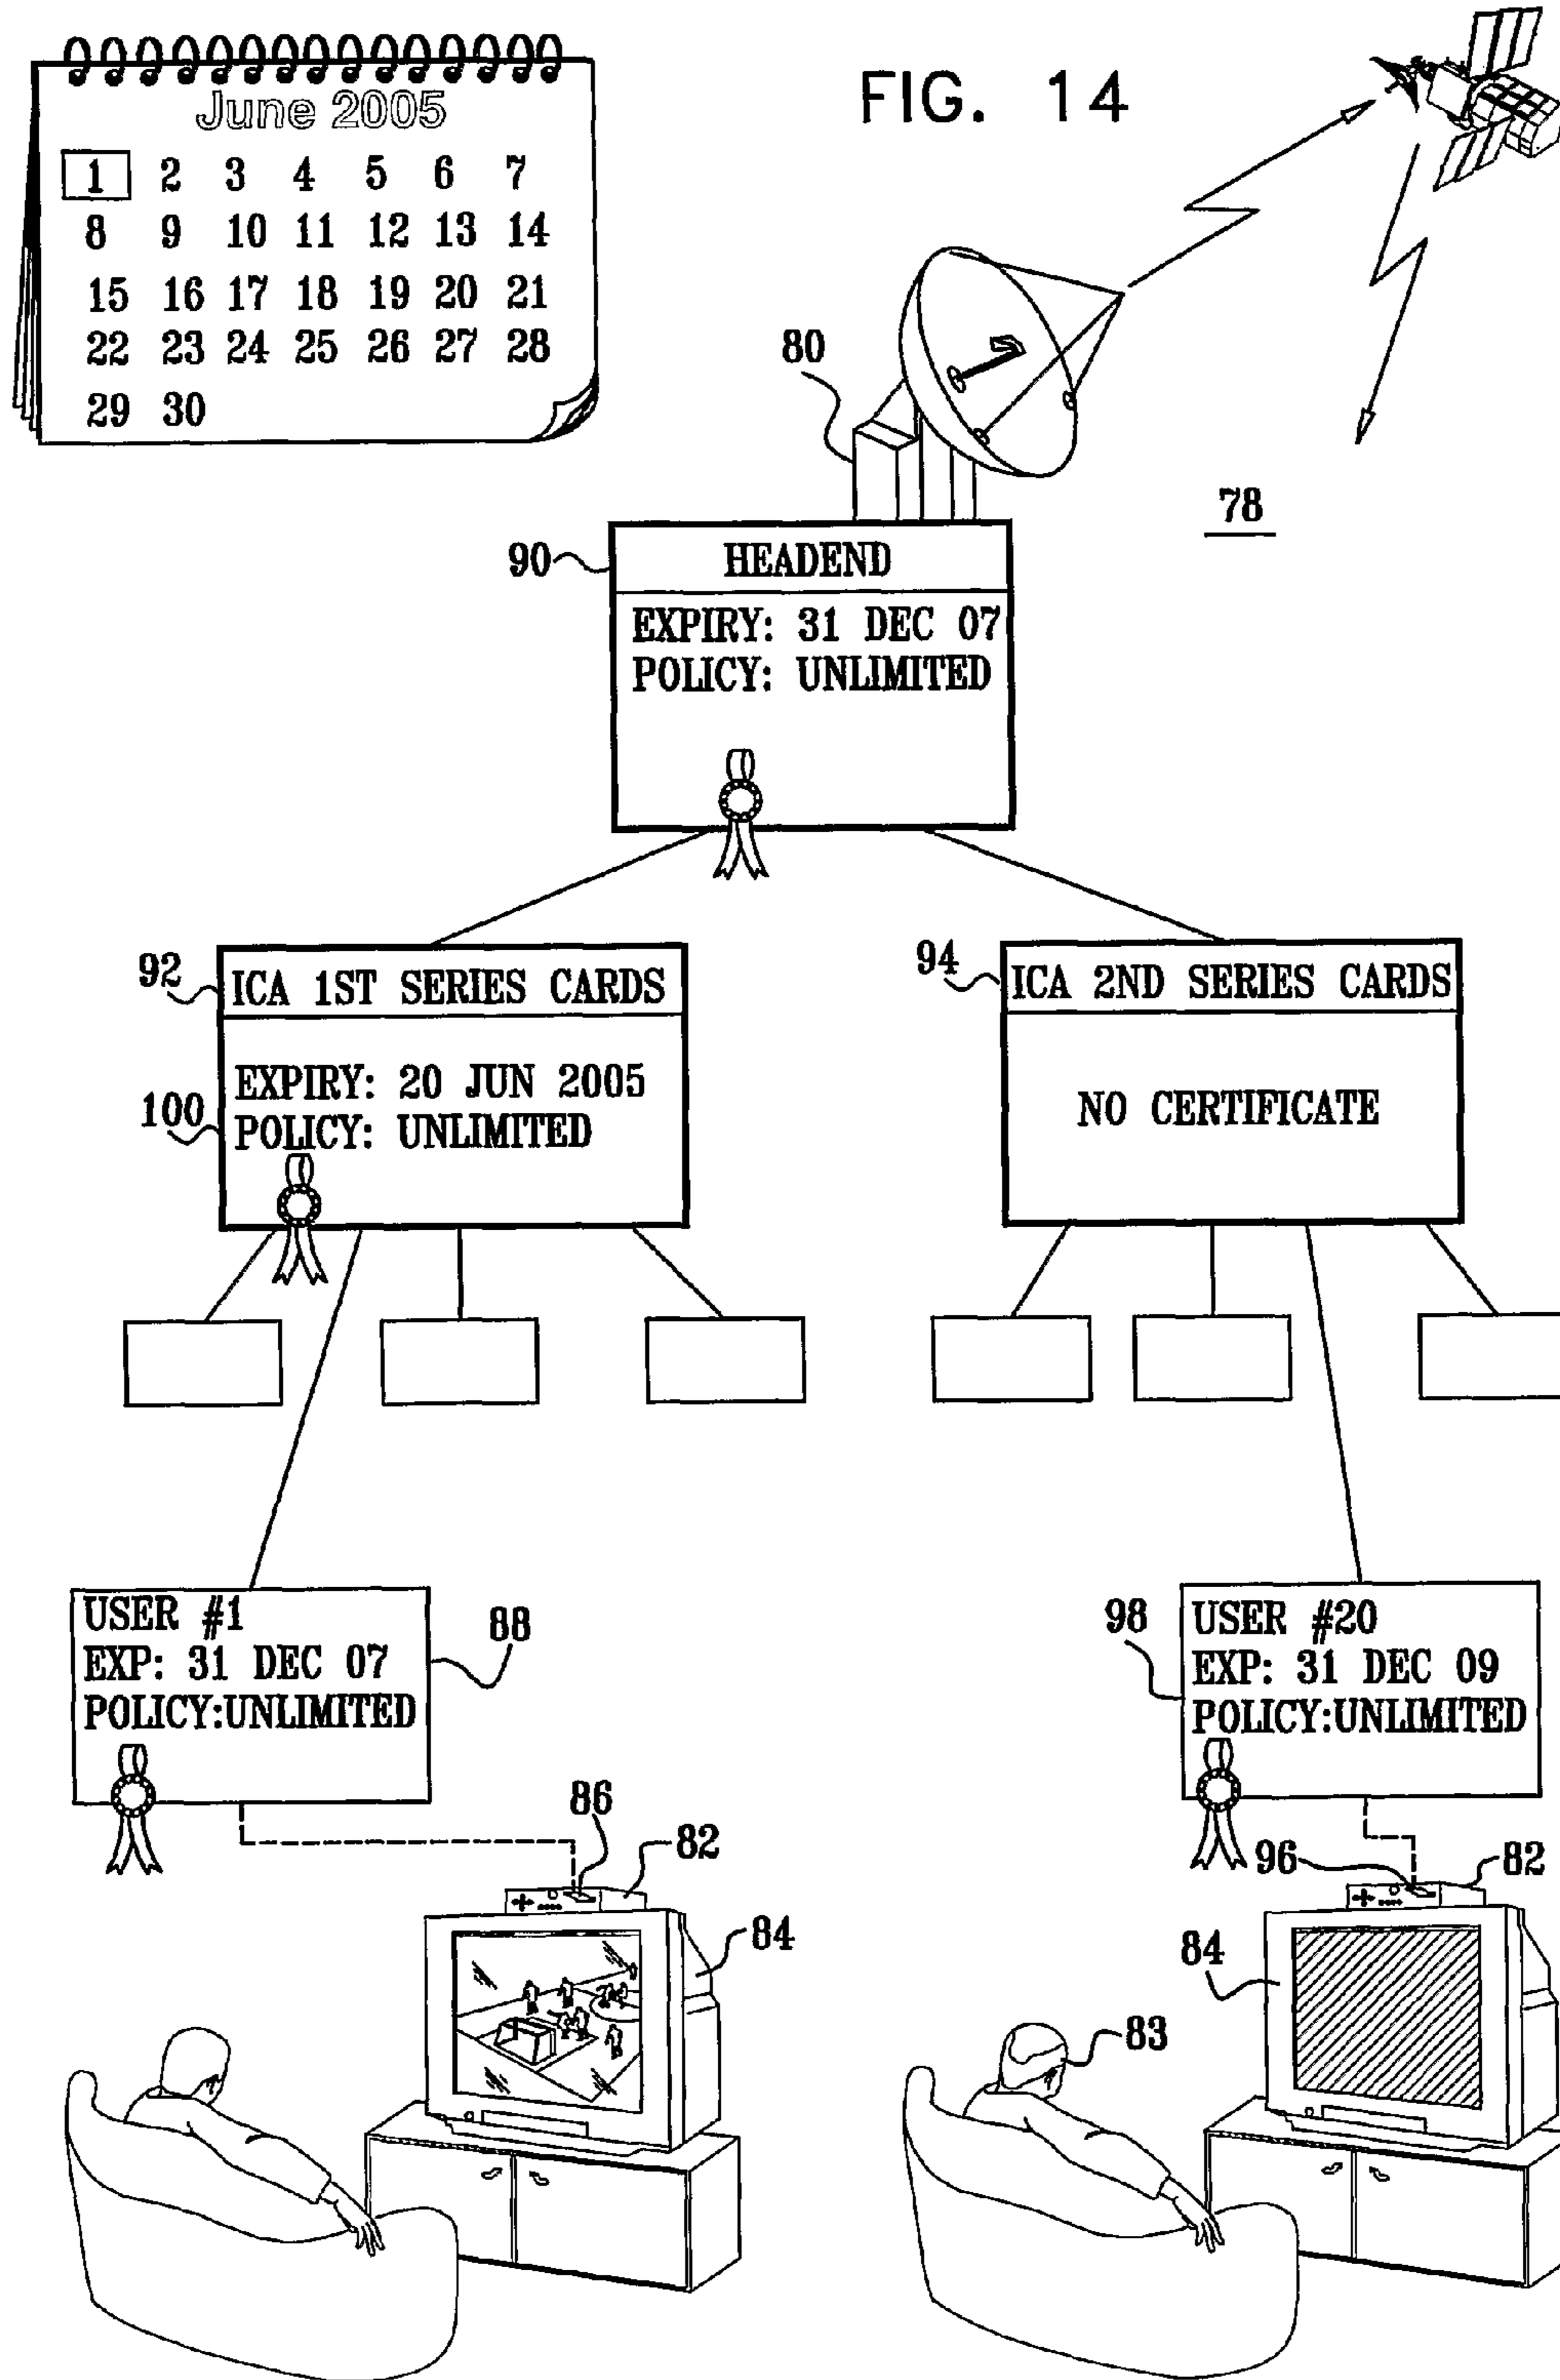 FIG. 14
June 2005
1 2 3 4 5 6 7
8 9 10 11 12 13 14
15 16 17 18 19 20 21
22 23 24 25 26 27 28
29 30
80
78
90
HEADEND
EXPIRY: 31 DEC 07
POLICY: UNLIMITED
92
ICA 1ST SERIES CARDS
100
EXPIRY: 20 JUN 2005
POLICY: UNLIMITED
94
ICA 2ND SERIES CARDS
NO CERTIFICATE
USER #1
EXP: 31 DEC 07
POLICY:UNLIMITED
88
98
USER #20
EXP: 31 DEC 09
POLICY:UNLIMITED
86
82
84
96
82
84
83